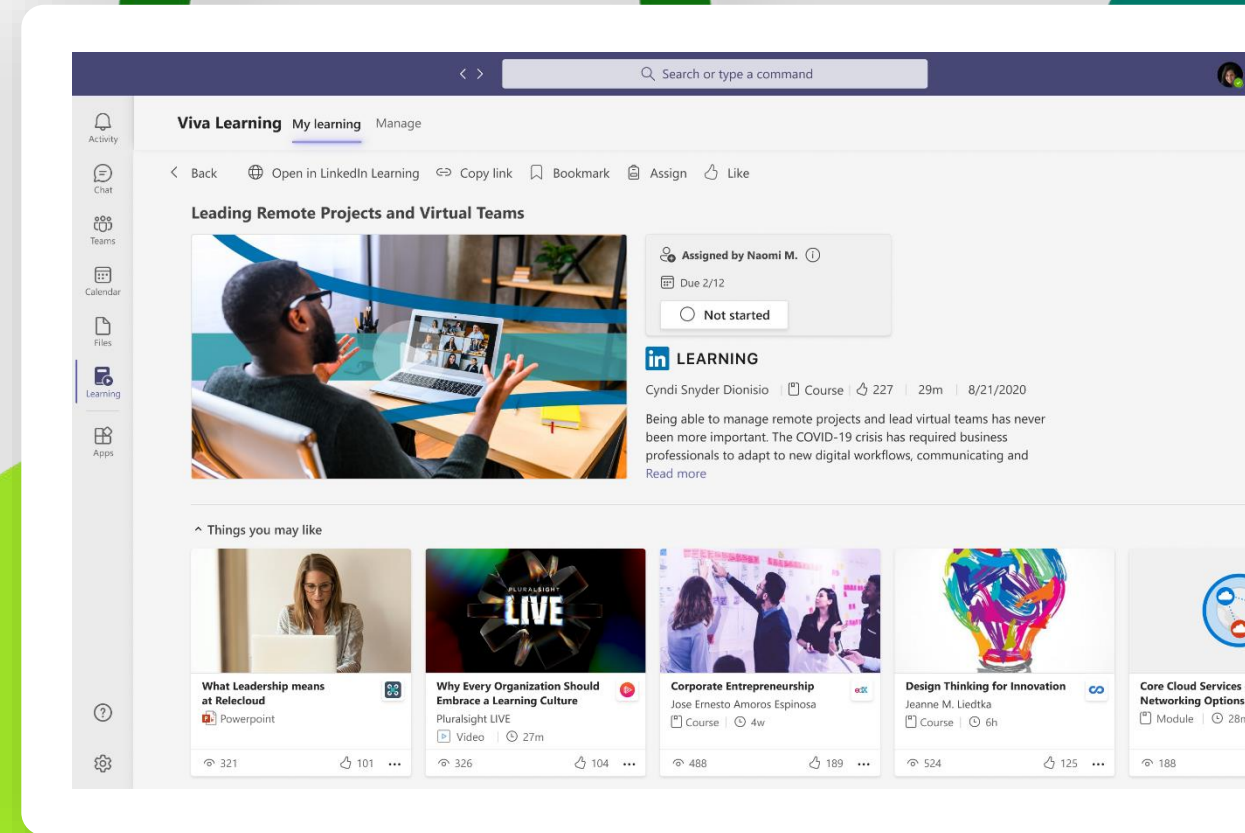 Search or type a command
Activity
Chat
Teams
Calendar
Files
Learning
Apps
Viva Learning My learning Manage
Back Open in LinkedIn Learning Copy link Bookmark Assign Like
Leading Remote Projects and Virtual Teams
Assigned by Naomi M.
Due 2/12
Not started
in LEARNING
Cyndi Snyder Dionisio | Course | 227 | 29m | 8/21/2020
Being able to manage remote projects and lead virtual teams has never
been more important. The COVID-19 crisis has required business
professionals to adapt to new digital workflows, communicating and
Read more
Things you may like
What Leadership means
at Relecloud
Powerpoint
321 101
PLURALSIGHT
LIVE
Why Every Organization Should
Embrace a Learning Culture
Pluralsight LIVE
Video | 27m
326 104
Corporate Entrepreneurship
edX
Jose Ernesto Amoros Espinosa
Course | 4w
488 189
Design Thinking for Innovation
Jeanne M. Liedtka
Course | 6h
524 125
Core Cloud Services
Networking Options
Module | 28m
188